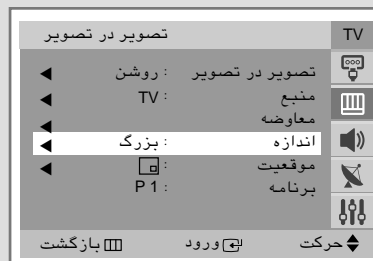 TV تصویر در تصویر
تصویر در تصویر : روشن
منبع : TV
معاوضه
اندازه : بزرگ
موقعیت :
برنامه : P 1
حرکت ورود بازگشت